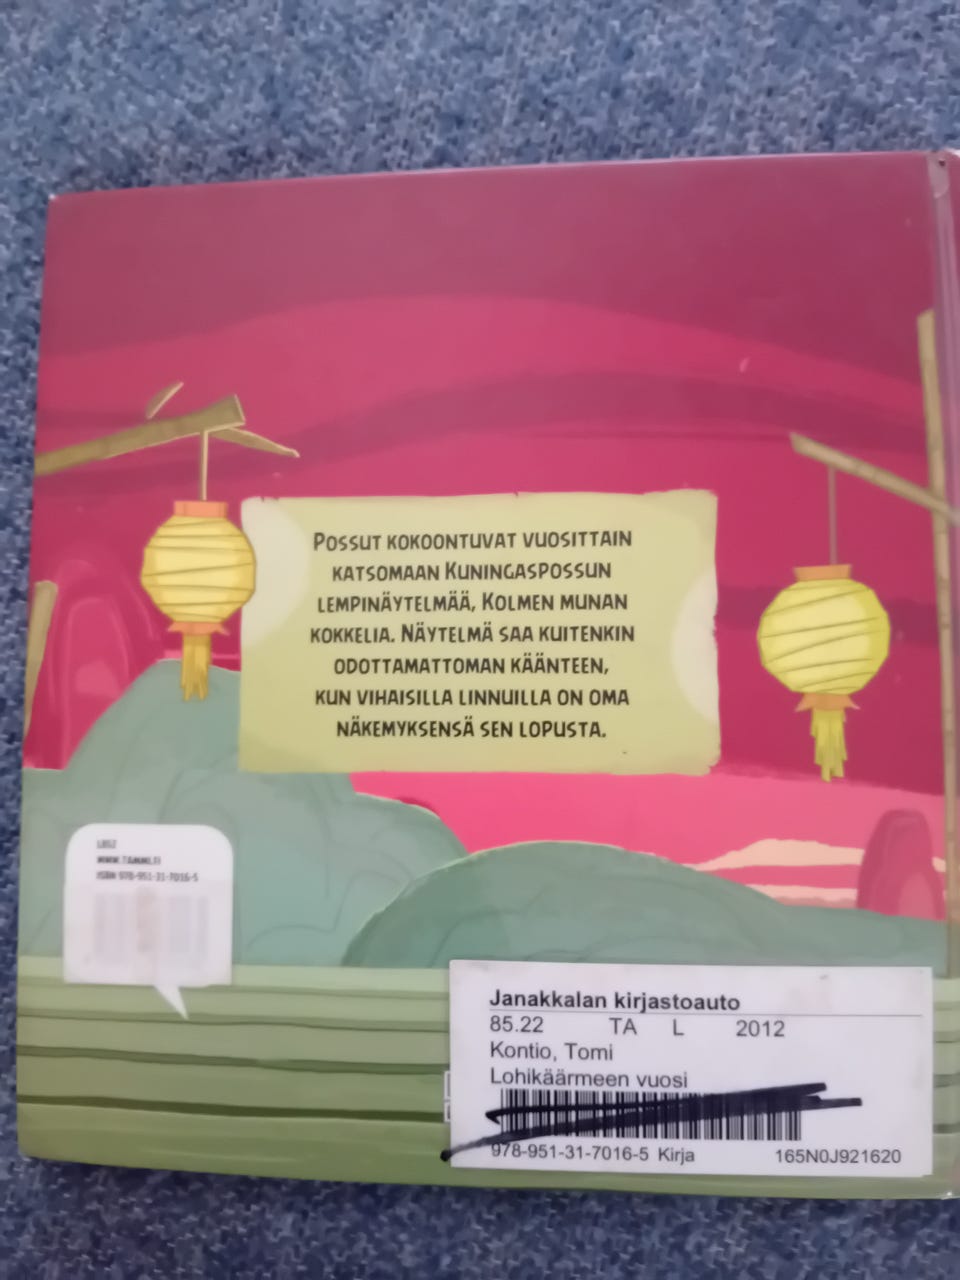 Possut kokoontuvat vuosittain
katsomaan Kuningaspossun
lempinäytelmää, Kolmen munan
kokkelia. Näytelmä saa kuitenkin
odottamattoman käänteen,
kun vihaisilla linnuilla on oma
näkemyksensä sen lopusta.
L85.2
www.tammi.fi
ISBN 978-951-31-7016-5
Janakkalan kirjastoauto
85.22 TA L 2012
Kontio, Tomi
Lohikäärmeen vuosi
978-951-31-7016-5 Kirja 165N0J921620